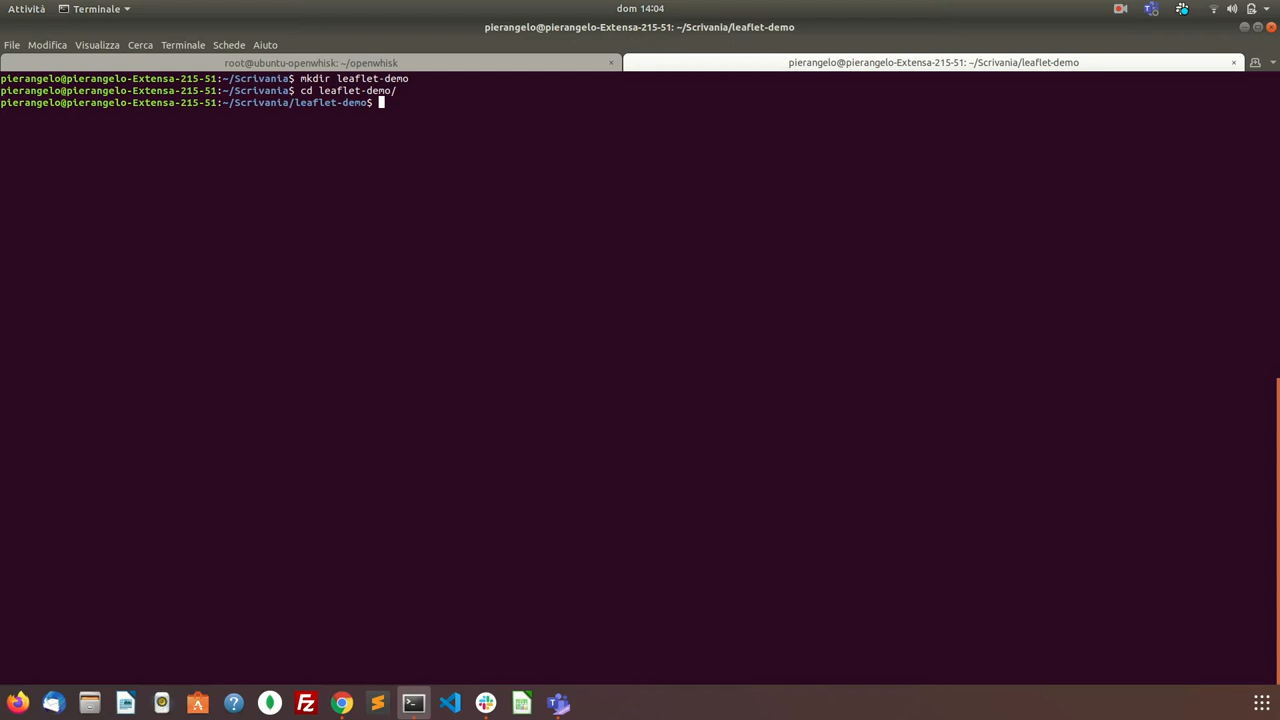 Attività
Terminale
dom 14:04
pierangelo@pierangelo-Extensa-215-51: ~/Scrivania/leaflet-demo
File Modifica Visualizza Cerca Terminale Schede Aiuto
root@ubuntu-openwhisk: ~/openwhisk
pierangelo@pierangelo-Extensa-215-51: ~/Scrivania/leaflet-demo
pierangelo@pierangelo-Extensa-215-51:~/Scrivania$ mkdir leaflet-demo
pierangelo@pierangelo-Extensa-215-51:~/Scrivania$ cd leaflet-demo/
pierangelo@pierangelo-Extensa-215-51:~/Scrivania/leaflet-demo$